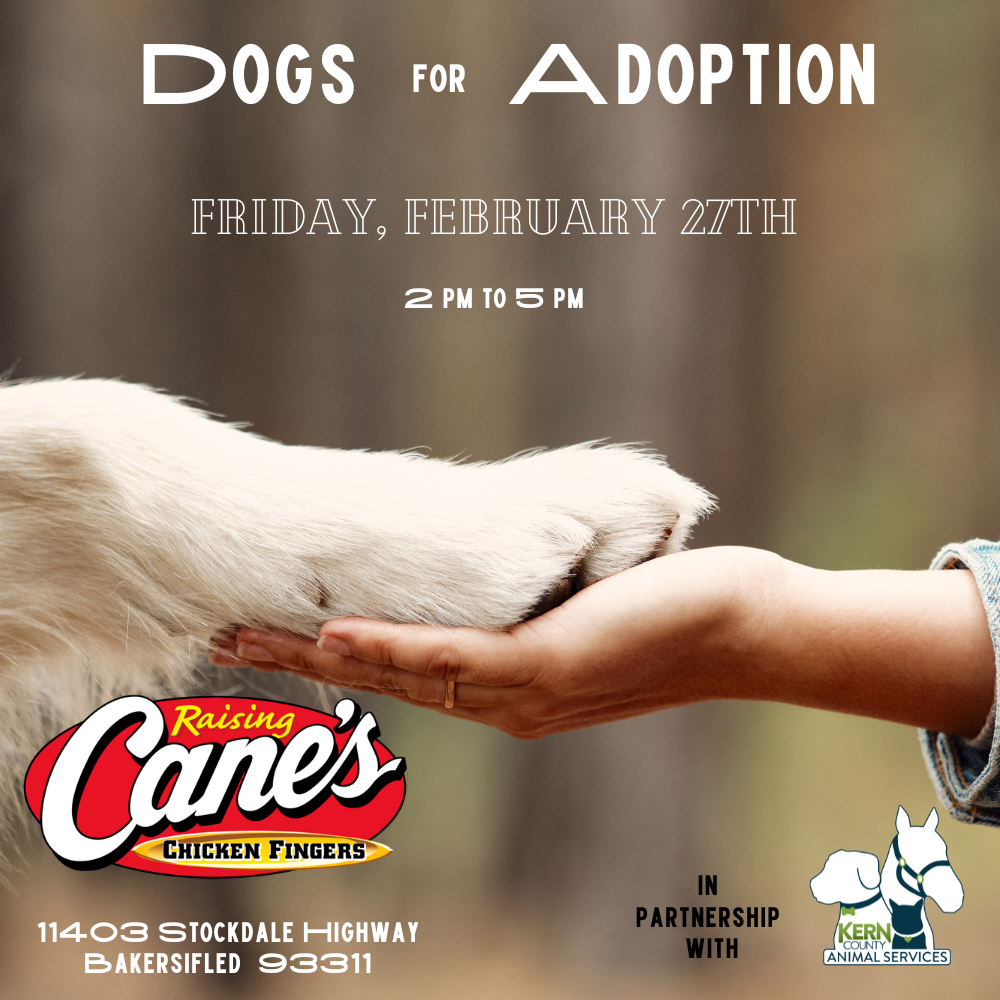 Dogs for Adoption
FRIDAY, FEBRUARY 27TH
2 PM TO 5 PM
Raising
Cane's
CHICKEN FINGERS
11403 Stockdale Highway
Bakersifled 93311
IN
PARTNERSHIP
WITH
KERN
COUNTY
ANIMAL SERVICES